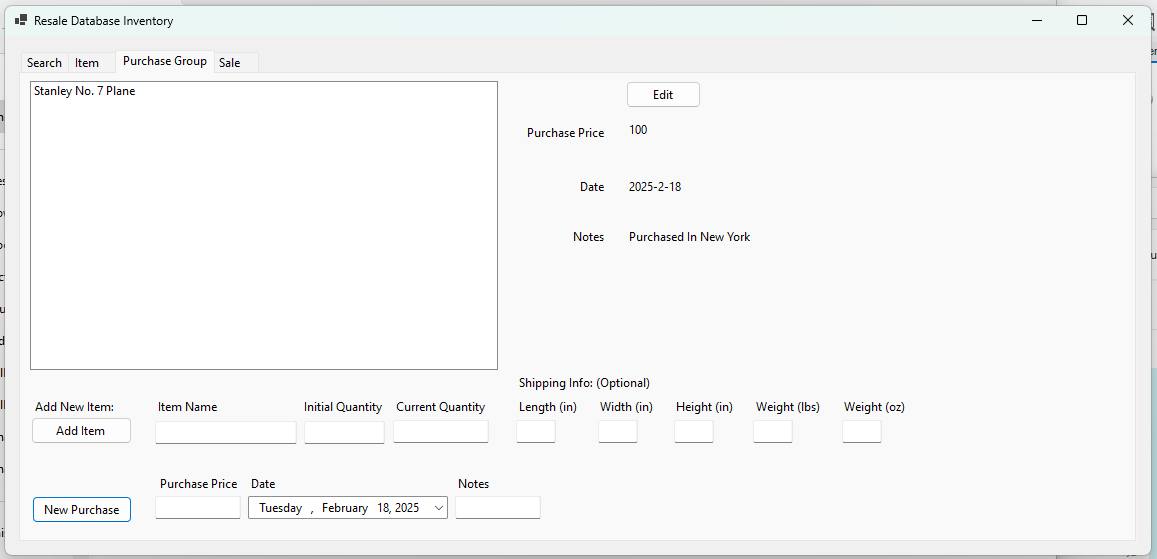 Resale Database Inventory
Search Item Purchase Group Sale
Stanley No. 7 Plane
Edit
Purchase Price 100
Date 2025-2-18
Notes Purchased In New York
Shipping Info: (Optional)
Add New Item: Item Name Initial Quantity Current Quantity Length (in) Width (in) Height (in) Weight (lbs) Weight (oz)
Add Item
Purchase Price Date Notes
New Purchase Tuesday , February 18, 2025